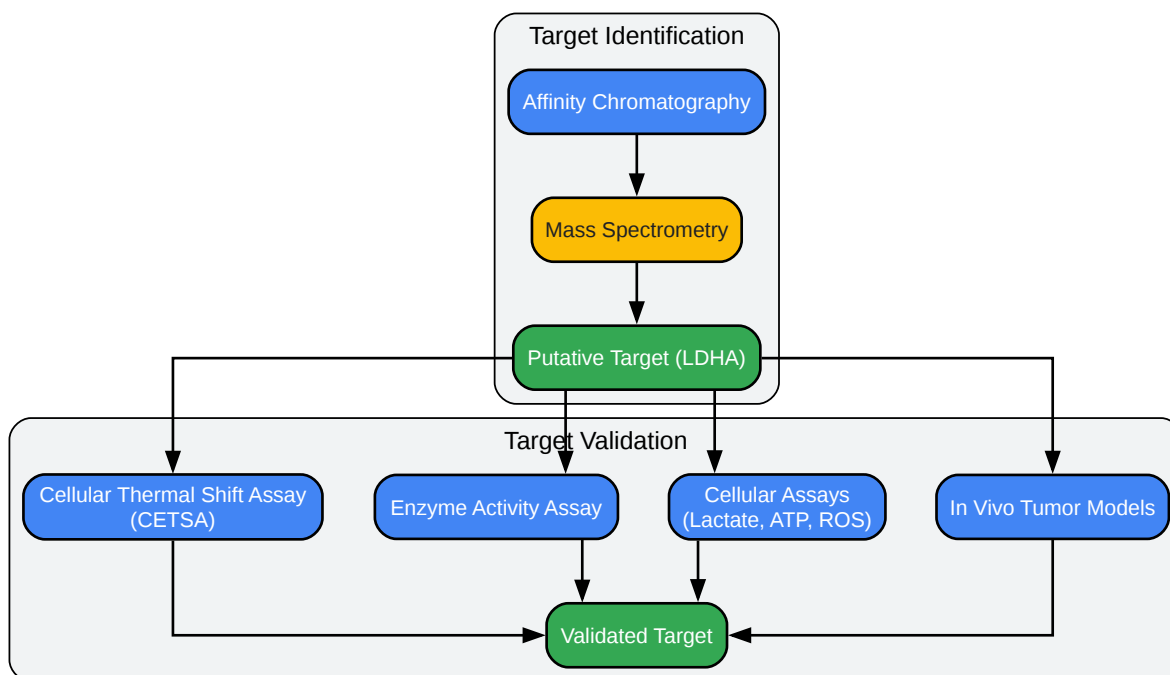 Target Identification
Affinity Chromatography
Mass Spectrometry
Putative Target (LDHA)
Target Validation
Cellular Thermal Shift Assay
(CETSA)
Enzyme Activity Assay
Cellular Assays
(Lactate, ATP, ROS)
In Vivo Tumor Models
Validated Target